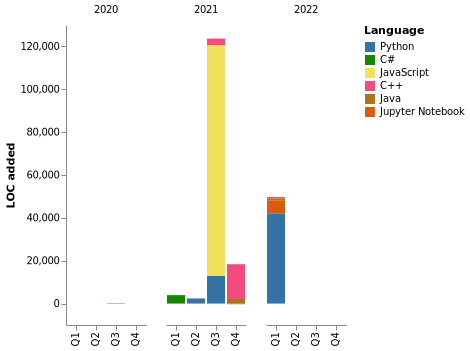 2020 2021 2022
Language
Python
C#
JavaScript
C++
Java
Jupyter Notebook
LOC added
120,000
100,000
80,000
60,000
40,000
20,000
0
Q1 Q2 Q3 Q4 Q1 Q2 Q3 Q4 Q1 Q2 Q3 Q4